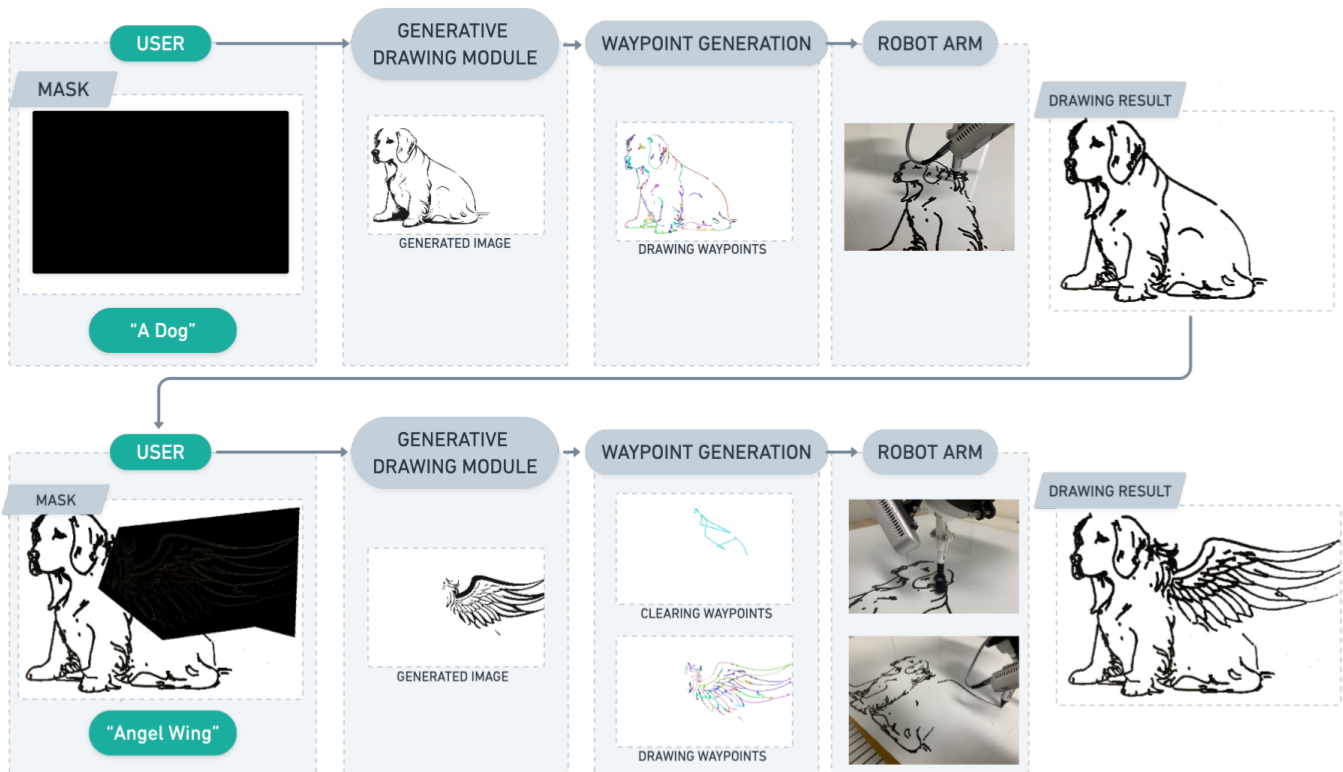 USER
GENERATIVE
DRAWING MODULE
WAYPOINT GENERATION
ROBOT ARM
MASK
DRAWING RESULT
GENERATED IMAGE
DRAWING WAYPOINTS
“A Dog”
USER
GENERATIVE
DRAWING MODULE
WAYPOINT GENERATION
ROBOT ARM
MASK
DRAWING RESULT
CLEARING WAYPOINTS
GENERATED IMAGE
“Angel Wing”
DRAWING WAYPOINTS